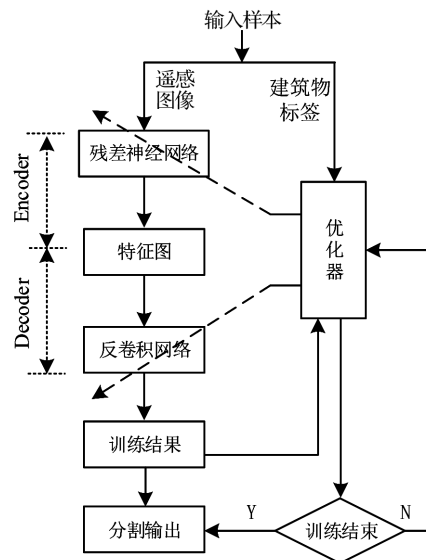 输入样本
遥感
图像
建筑物
标签
残差神经网络
Encoder
特征图
优化器
Decoder
反卷积网络
训练结果
分割输出
Y
训练结束
N